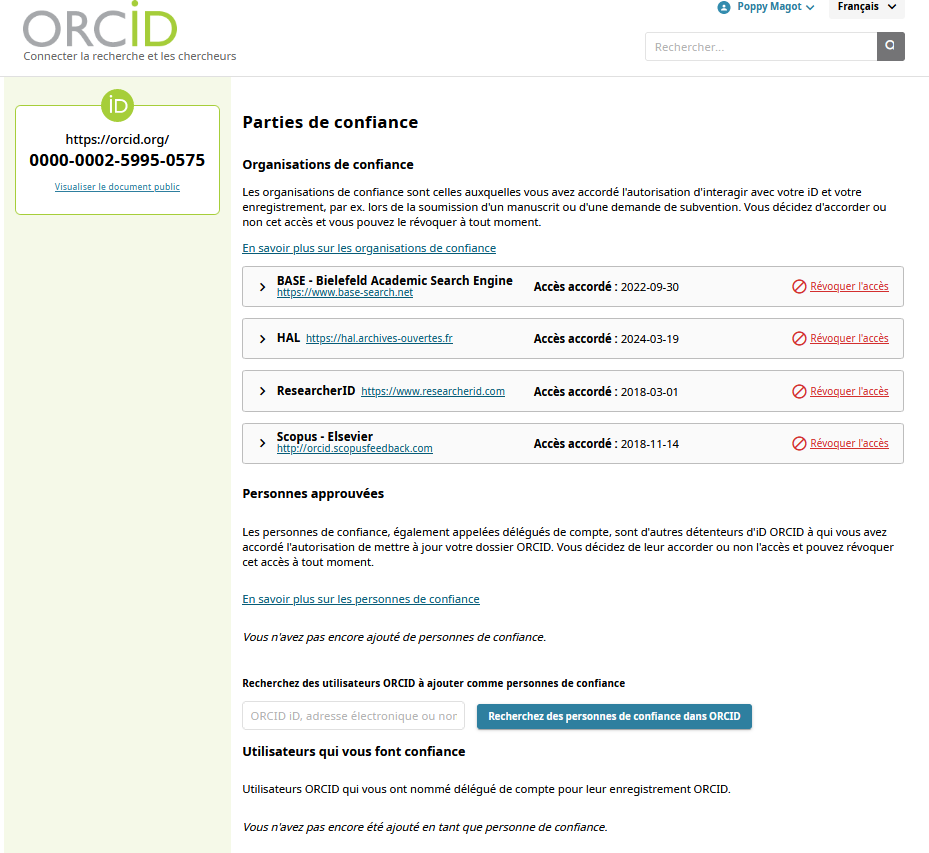 Poppy Magot
Français
ORCID
Connecter la recherche et les chercheurs
Rechercher...
iD
https://orcid.org/
0000-0002-5995-0575
Visualiser le document public
Parties de confiance
Organisations de confiance
Les organisations de confiance sont celles auxquelles vous avez accordé l'autorisation d'interagir avec votre iD et votre
enregistrement, par ex. lors de la soumission d'un manuscrit ou d'une demande de subvention. Vous décidez d'accorder ou
non cet accès et vous pouvez le révoquer à tout moment.
En savoir plus sur les organisations de confiance
BASE - Bielefeld Academic Search Engine
https://www.base-search.net
Accès accordé : 2022-09-30
Révoquer l'accès
HAL https://hal.archives-ouvertes.fr
Accès accordé : 2024-03-19
Révoquer l'accès
ResearcherID https://www.researcherid.com
Accès accordé : 2018-03-01
Révoquer l'accès
Scopus - Elsevier
http://orcid.scopusfeedback.com
Accès accordé : 2018-11-14
Révoquer l'accès
Personnes approuvées
Les personnes de confiance, également appelées délégués de compte, sont d'autres détenteurs d'iD ORCID à qui vous avez
accordé l'autorisation de mettre à jour votre dossier ORCID. Vous décidez de leur accorder ou non l'accès et pouvez révoquer
cet accès à tout moment.
En savoir plus sur les personnes de confiance
Vous n'avez pas encore ajouté de personnes de confiance.
Recherchez des utilisateurs ORCID à ajouter comme personnes de confiance
ORCID iD, adresse électronique ou nor
Recherchez des personnes de confiance dans ORCID
Utilisateurs qui vous font confiance
Utilisateurs ORCID qui vous ont nommé délégué de compte pour leur enregistrement ORCID.
Vous n'avez pas encore été ajouté en tant que personne de confiance.